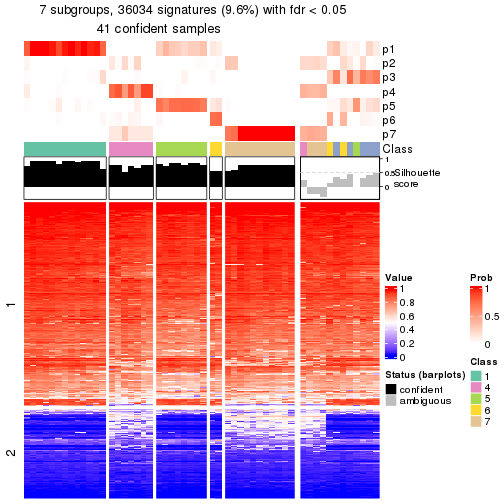 7 subgroups, 36034 signatures (9.6%) with fdr < 0.05
41 confident samples
p1
p2
p3
p4
p5
p6
p7
Class
1
0.5
0
Silhouette
score
1
2
Value
1
0.8
0.6
0.4
0.2
0
Status (barplots)
confident
ambiguous
Prob
1
0.5
0
Class
1
4
5
6
7